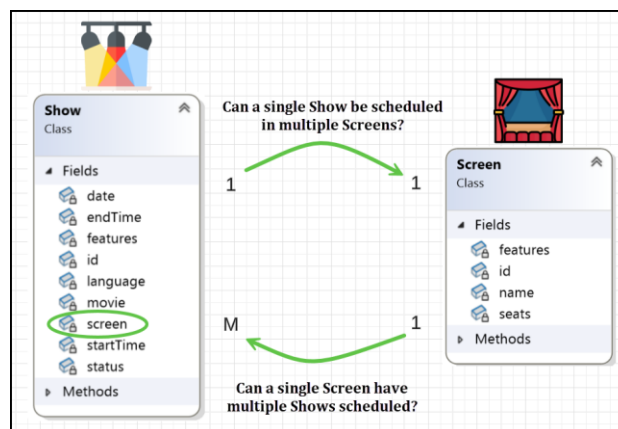 Show
Class
Fields
date
endTime
features
id
language
movie
screen
startTime
status
Methods
Can a single Show be scheduled
in multiple Screens?
1
1
M
1
Can a single Screen have
multiple Shows scheduled?
Screen
Class
Fields
features
id
name
seats
Methods